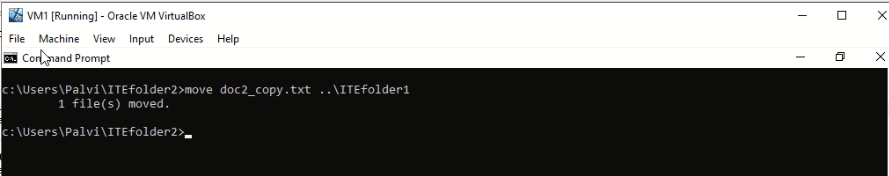 VM1 [Running] - Oracle VM VirtualBox
File Machine View Input Devices Help
Command Prompt
c:\Users\Palvi\ITEfolder2>move doc2_copy.txt ..\ITEfolder1
1 file(s) moved.
c:\Users\Palvi\ITEfolder2>